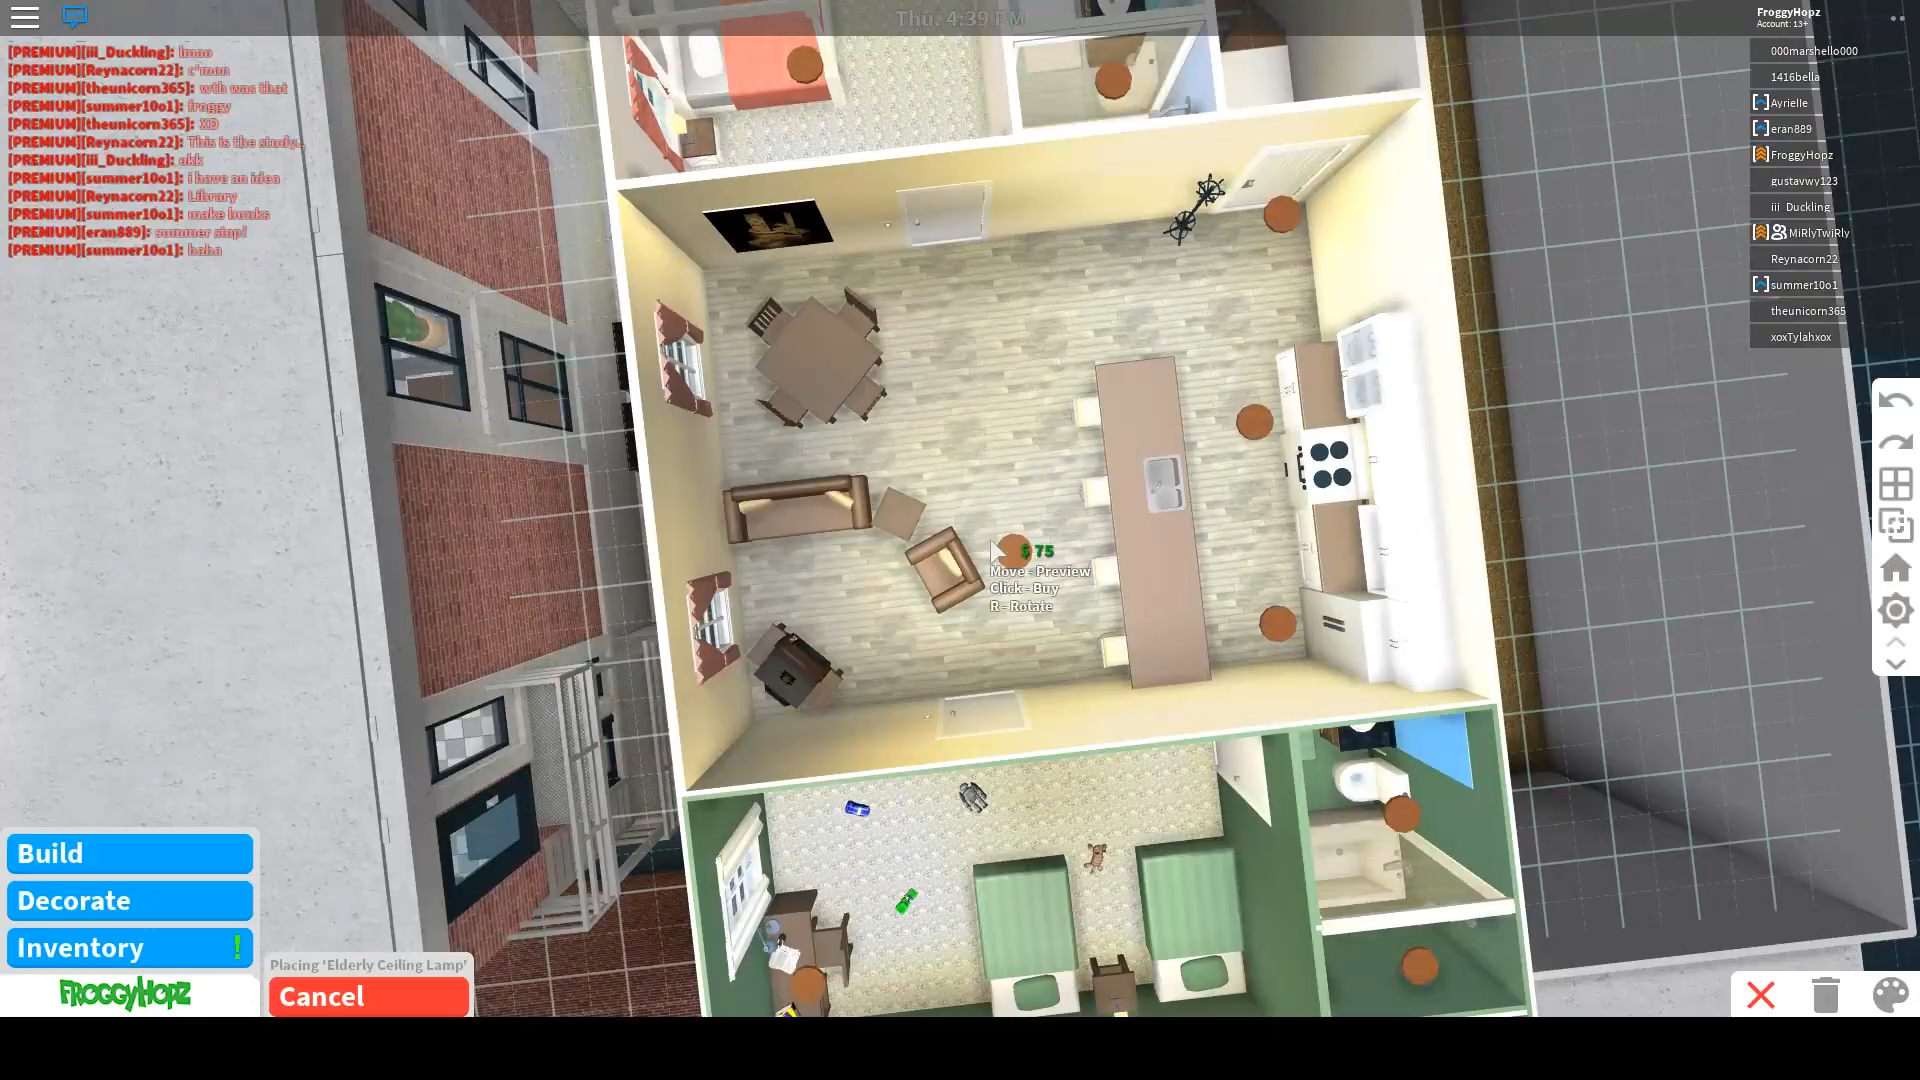 Thu. 4:39 PM
FroggyHopz
Account: 13+
[PREMIUM][iii_Duckling]: lmao
[PREMIUM][Reynacorn22]: c'mon
[PREMIUM][theunicorn365]: wth was that
[PREMIUM][summer10o1]: froggy
[PREMIUM][theunicorn365]: XD
[PREMIUM][Reynacorn22]: This is the study..
[PREMIUM][iii_Duckling]: okk
[PREMIUM][summer10o1]: i have an idea
[PREMIUM][Reynacorn22]: Library
[PREMIUM][summer10o1]: make bunks
[PREMIUM][eran889]: summer stop!
[PREMIUM][summer10o1]: haha
000marshello000
1416bella
Ayrielle
eran889
FroggyHopz
gustavwy123
iii_Duckling
MiRlyTwiRly
Reynacorn22
summer10o1
theunicorn365
xoxTylahxox
$ 75
Move - Preview
Click - Buy
R - Rotate
Build
Decorate
Inventory !
FROGGYHOPZ
Placing 'Elderly Ceiling Lamp'
Cancel